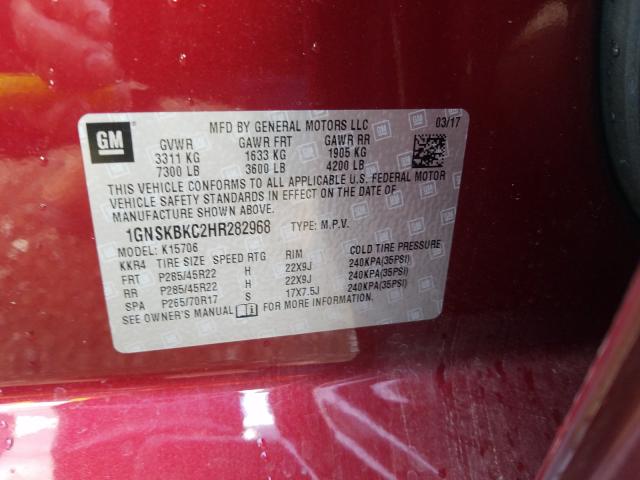 GM
MFD BY GENERAL MOTORS LLC 03/17
GVWR GAWR FRT GAWR RR
3311 KG 1633 KG 1905 KG
7300 LB 3600 LB 4200 LB
THIS VEHICLE CONFORMS TO ALL APPLICABLE U.S. FEDERAL MOTOR
VEHICLE SAFETY STANDARDS IN EFFECT ON THE DATE OF
MANUFACTURE SHOWN ABOVE.
1GNSKBKC2HR282968 TYPE: M.P.V.
MODEL: K15706
KKR4 TIRE SIZE SPEED RTG RIM COLD TIRE PRESSURE
FRT P285/45R22 H 22X9J 240KPA(35PSI)
RR P285/45R22 H 22X9J 240KPA(35PSI)
SPA P265/70R17 S 17X7.5J 240KPA(35PSI)
SEE OWNER'S MANUAL FOR MORE INFORMATION.